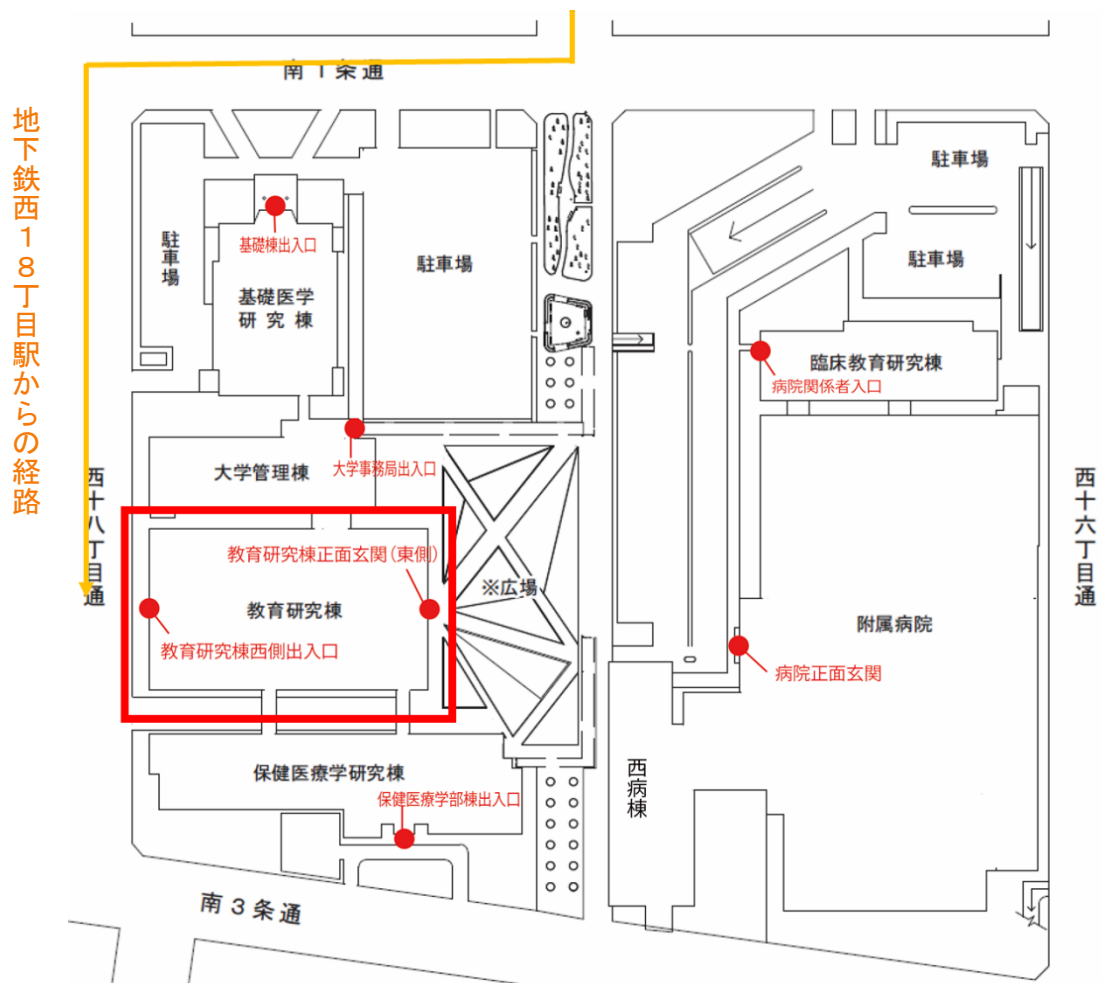 南1条通
地下鉄西18丁目駅からの経路
駐車場
駐車場
基礎棟出入口
駐車場
駐車場
基礎医学
研究棟
臨床教育研究棟
病院関係者入口
大学事務局出入口
大学管理棟
西十八丁目通
西十六丁目通
教育研究棟正面玄関(東側)
※広場
教育研究棟
附属病院
教育研究棟西側出入口
病院正面玄関
保健医療学研究棟
西病棟
保健医療学部棟出入口
南3条通